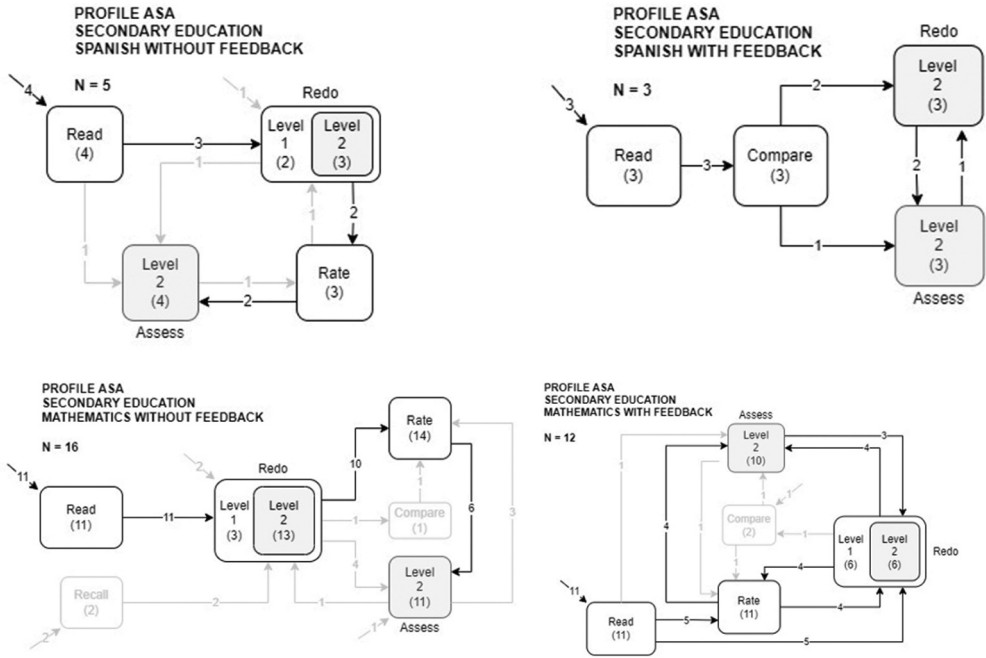 PROFILE ASA
SECONDARY EDUCATION
SPANISH WITHOUT FEEDBACK
N = 5
4
Read
(4)
3
1
Redo
Level
1
(2)
Level
2
(3)
1
1
1
2
Level
2
(4)
1
2
Rate
(3)
Assess
PROFILE ASA
SECONDARY EDUCATION
SPANISH WITH FEEDBACK
N = 3
3
Read
(3)
3
Compare
(3)
2
1
Redo
Level
2
(3)
2
1
Level
2
(3)
Assess
PROFILE ASA
SECONDARY EDUCATION
MATHEMATICS WITHOUT FEEDBACK
N = 16
11
Read
(11)
11
2
Redo
Level
1
(3)
Level
2
(13)
10
Rate
(14)
1
1
Compare
(1)
6
3
4
Level
2
(11)
Assess
1
1
Recall
(2)
2
2
PROFILE ASA
SECONDARY EDUCATION
MATHEMATICS WITH FEEDBACK
N = 12
Assess
Level
2
(10)
3
4
1
1
1
1
Compare
(2)
1
4
1
Level
1
(6)
Level
2
(6)
Redo
4
11
Read
(11)
5
Rate
(11)
4
5